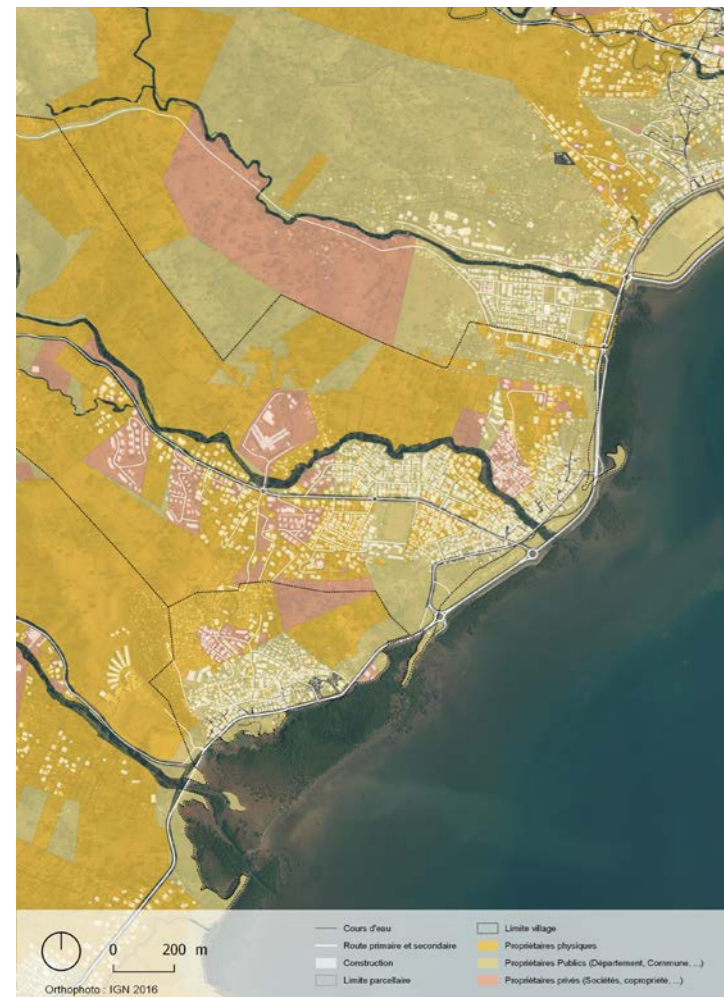 0 200 m
Orthophoto : IGN 2016
Cours d'eau
Route primaire et secondaire
Construction
Limite parcellaire
Limite village
Propriétaires physiques
Propriétaires Publics (Département, Commune, ...)
Propriétaires privés (Sociétés, copropriété, ...)